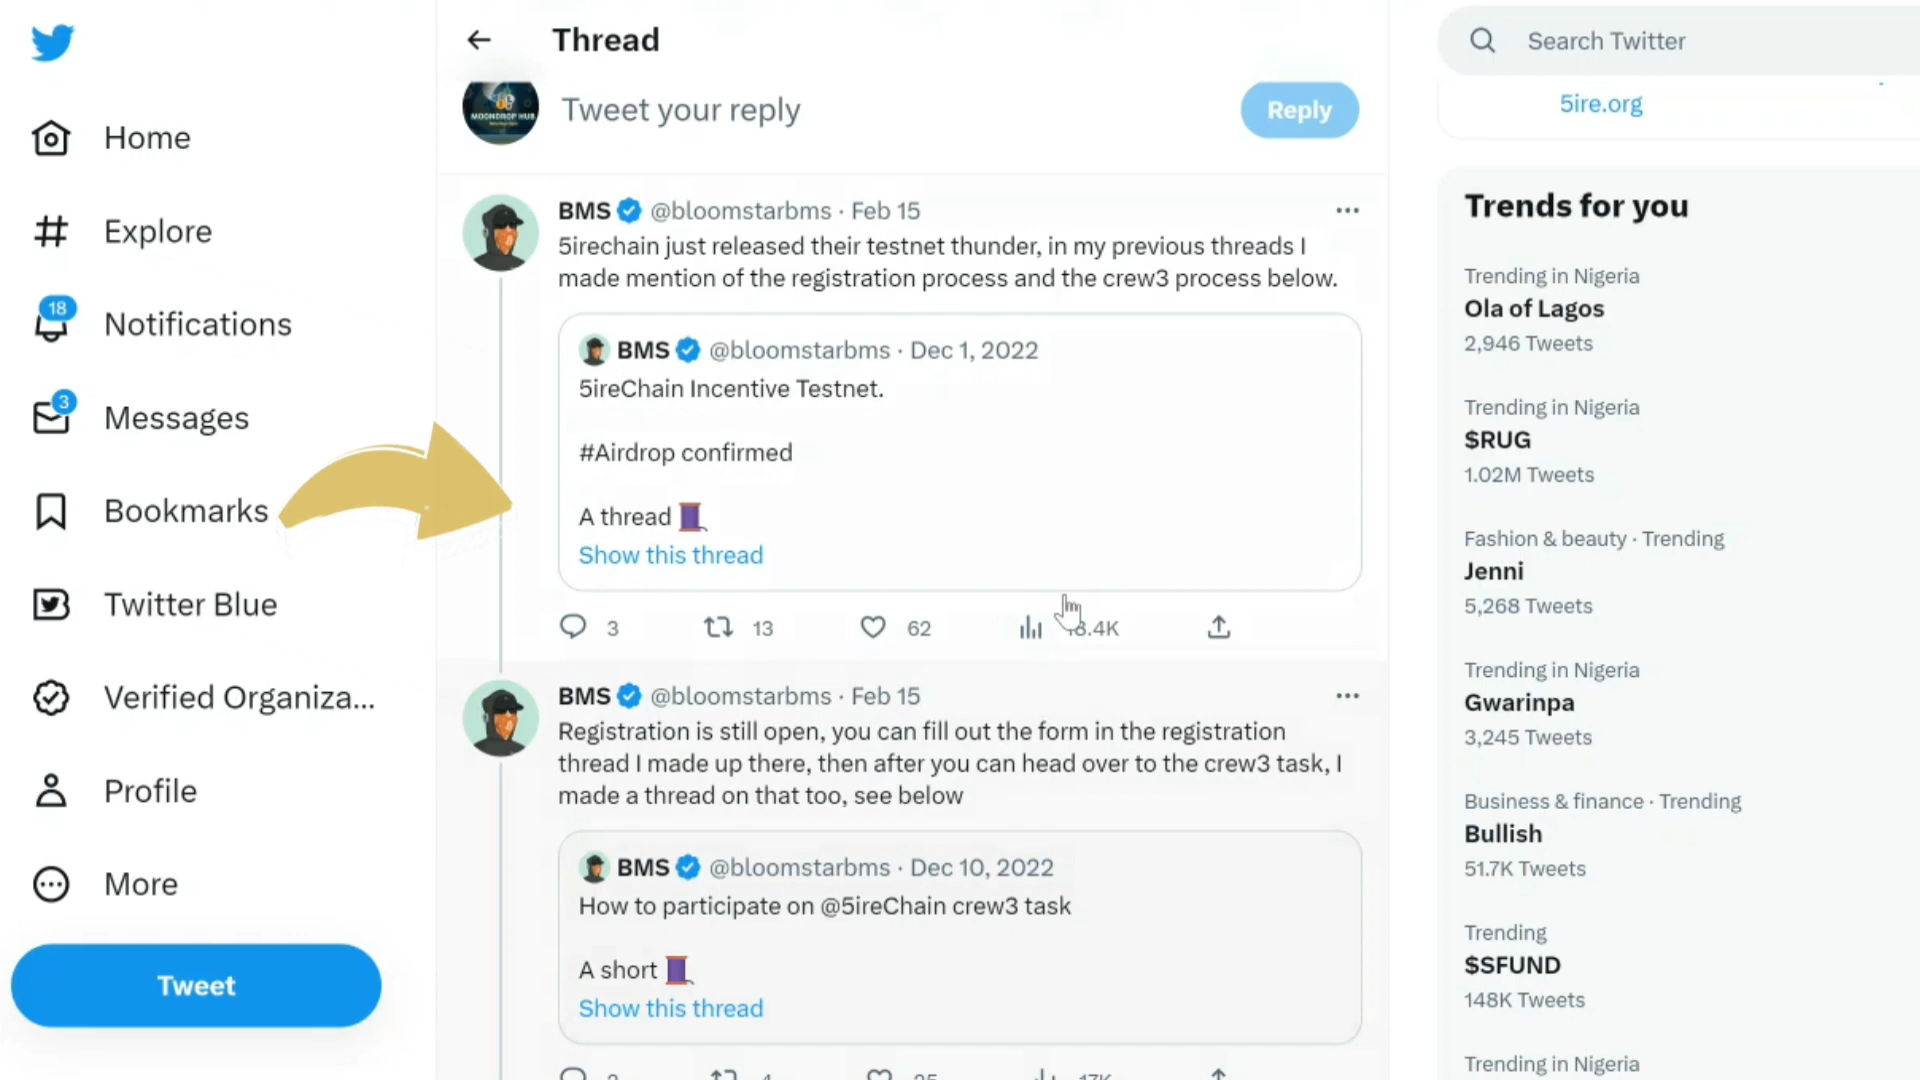 Home
Explore
18
Notifications
3
Messages
Bookmarks
Twitter Blue
Verified Organiza...
Profile
More
Tweet
Thread
MOONDROP HUB
Tweet your reply
Reply
BMS @bloomstarbms · Feb 15
5irechain just released their testnet thunder, in my previous threads I
made mention of the registration process and the crew3 process below.
BMS @bloomstarbms · Dec 1, 2022
5ireChain Incentive Testnet.
#Airdrop confirmed
A thread
Show this thread
3 13 62
BMS @bloomstarbms · Feb 15
Registration is still open, you can fill out the form in the registration
thread I made up there, then after you can head over to the crew3 task, I
made a thread on that too, see below
BMS @bloomstarbms · Dec 10, 2022
How to participate on @5ireChain crew3 task
A short
Show this thread
Search Twitter
5ire.org
Trends for you
Trending in Nigeria
Ola of Lagos
2,946 Tweets
Trending in Nigeria
$RUG
1.02M Tweets
Fashion & beauty · Trending
Jenni
5,268 Tweets
Trending in Nigeria
Gwarinpa
3,245 Tweets
Business & finance · Trending
Bullish
51.7K Tweets
Trending
$SFUND
148K Tweets
Trending in Nigeria